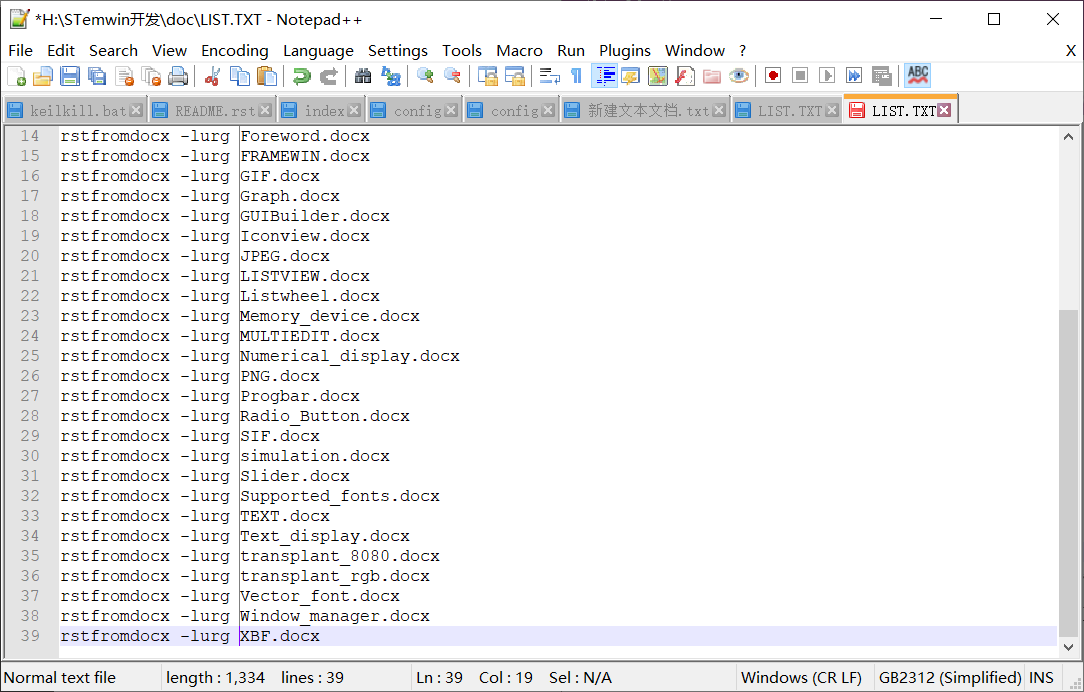 *H:\STemwin开发\doc\LIST.TXT - Notepad++
File Edit Search View Encoding Language Settings Tools Macro Run Plugins Window ? X
ABC
keilkill.bat README.rst index config config 新建文本文档.txt LIST.TXT LIST.TXT
14 rstfromdocx -lurg Foreword.docx
15 rstfromdocx -lurg FRAMEWIN.docx
16 rstfromdocx -lurg GIF.docx
17 rstfromdocx -lurg Graph.docx
18 rstfromdocx -lurg GUIBuilder.docx
19 rstfromdocx -lurg Iconview.docx
20 rstfromdocx -lurg JPEG.docx
21 rstfromdocx -lurg LISTVIEW.docx
22 rstfromdocx -lurg Listwheel.docx
23 rstfromdocx -lurg Memory_device.docx
24 rstfromdocx -lurg MULTIEDIT.docx
25 rstfromdocx -lurg Numerical_display.docx
26 rstfromdocx -lurg PNG.docx
27 rstfromdocx -lurg Progbar.docx
28 rstfromdocx -lurg Radio_Button.docx
29 rstfromdocx -lurg SIF.docx
30 rstfromdocx -lurg simulation.docx
31 rstfromdocx -lurg Slider.docx
32 rstfromdocx -lurg Supported_fonts.docx
33 rstfromdocx -lurg TEXT.docx
34 rstfromdocx -lurg Text_display.docx
35 rstfromdocx -lurg transplant_8080.docx
36 rstfromdocx -lurg transplant_rgb.docx
37 rstfromdocx -lurg Vector_font.docx
38 rstfromdocx -lurg Window_manager.docx
39 rstfromdocx -lurg XBF.docx
Normal text file length : 1,334 lines : 39 Ln : 39 Col : 19 Sel : N/A Windows (CR LF) GB2312 (Simplified) INS